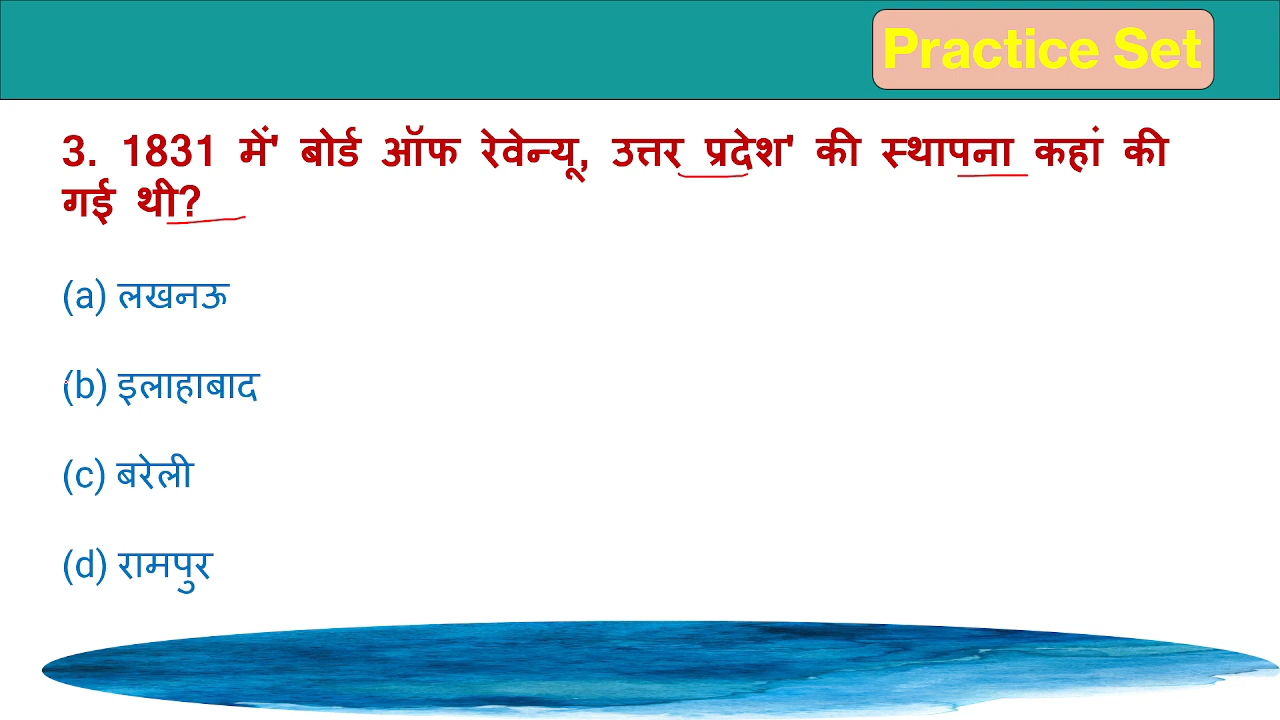 Practice Set
3. 1831 में' बोर्ड ऑफ रेवेन्यू, उत्तर प्रदेश' की स्थापना कहां की
गई थी?
(a) लखनऊ
(b) इलाहाबाद
(c) बरेली
(d) रामपुर